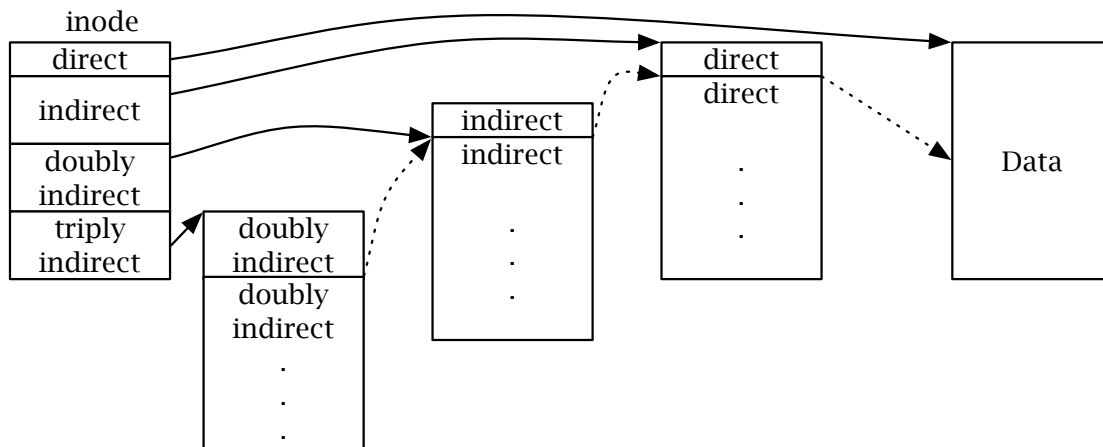 inode
direct
indirect
doubly
indirect
triply
indirect
doubly
indirect
doubly
indirect
.
.
.
indirect
indirect
.
.
.
direct
direct
.
.
.
Data